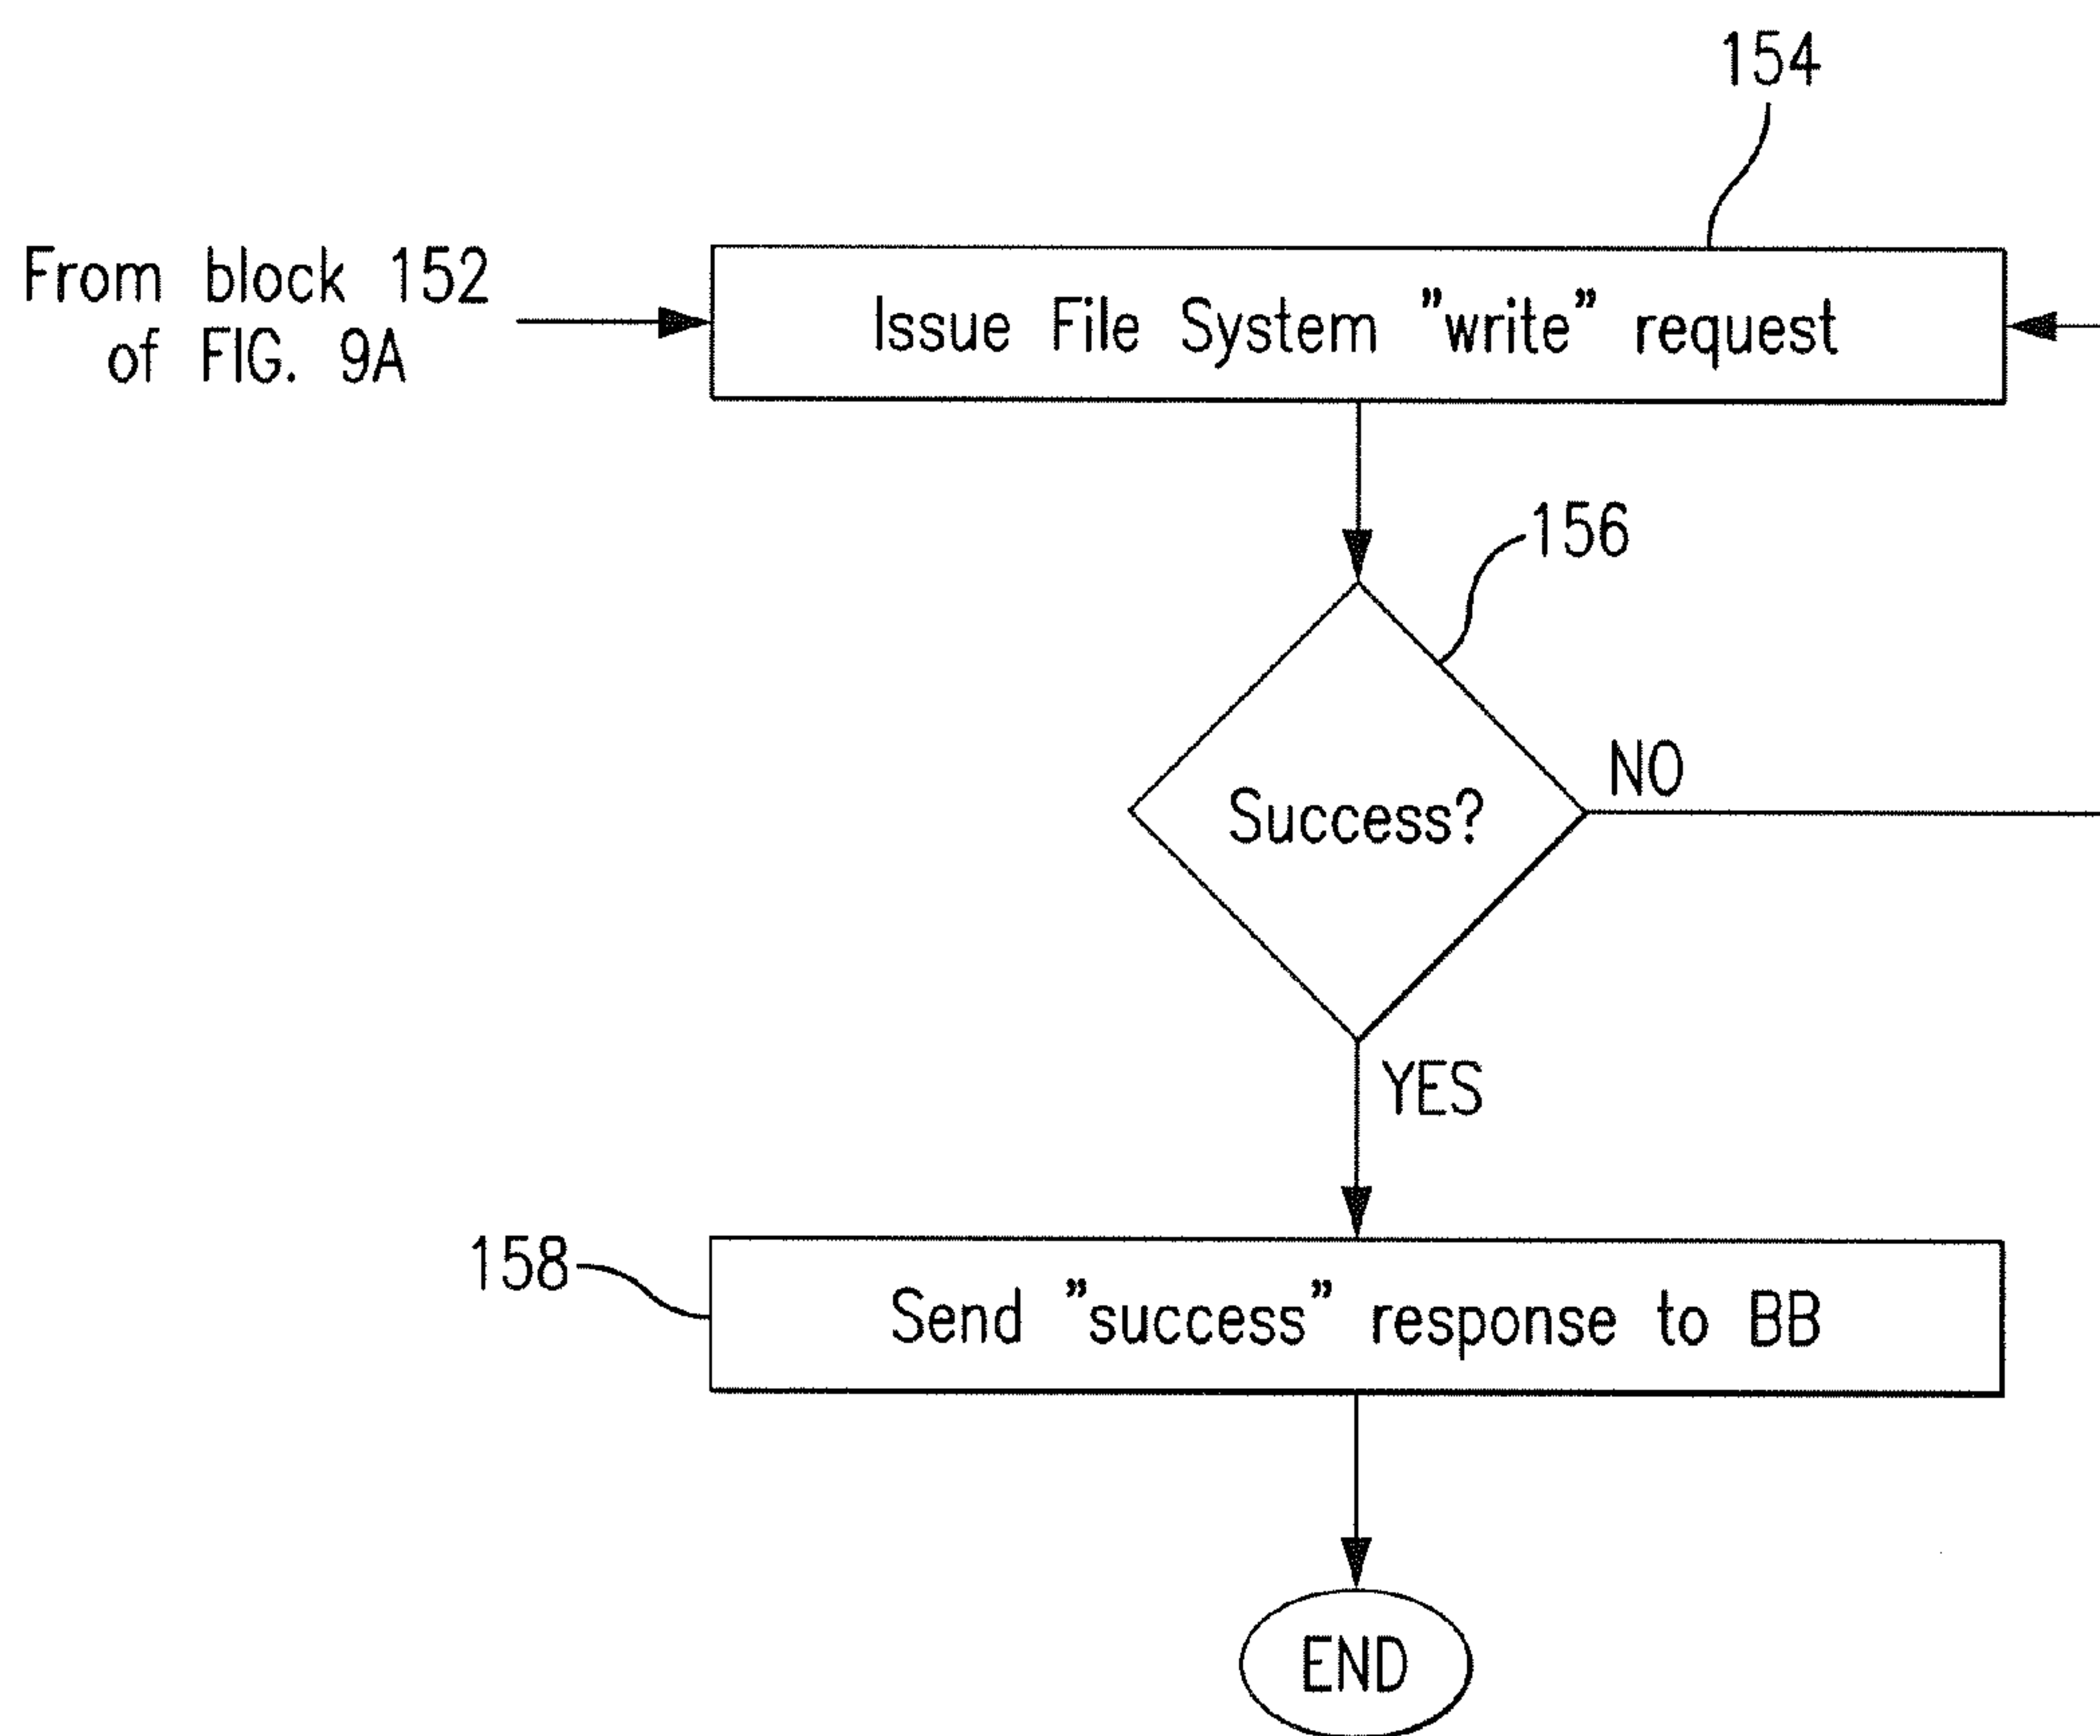 154
From block 152
of FIG. 9A
Issue File System "write" request
156
Success?
NO
YES
158
Send "success" response to BB
END